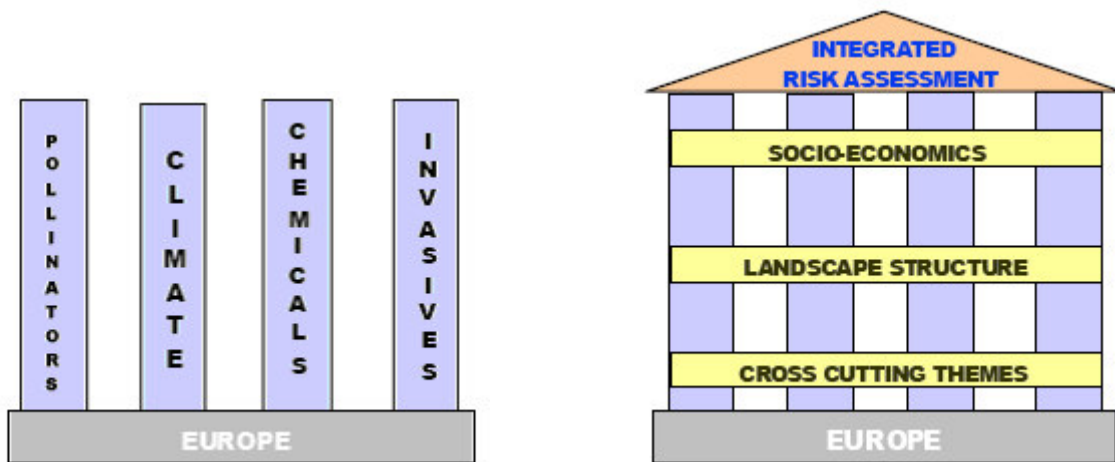 POLLINATORS
CLIMATE
CHEMICALS
INVASIVES
EUROPE
INTEGRATED
RISK ASSESSMENT
SOCIO-ECONOMICS
LANDSCAPE STRUCTURE
CROSS CUTTING THEMES
EUROPE